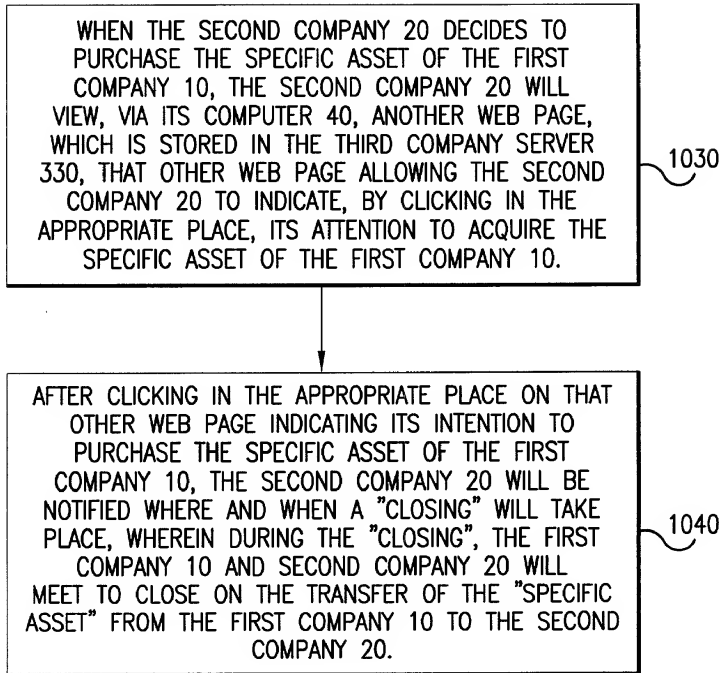 WHEN THE SECOND COMPANY 20 DECIDES TO
PURCHASE THE SPECIFIC ASSET OF THE FIRST
COMPANY 10, THE SECOND COMPANY 20 WILL
VIEW, VIA ITS COMPUTER 40, ANOTHER WEB PAGE,
WHICH IS STORED IN THE THIRD COMPANY SERVER
330, THAT OTHER WEB PAGE ALLOWING THE SECOND
COMPANY 20 TO INDICATE, BY CLICKING IN THE
APPROPRIATE PLACE, ITS ATTENTION TO ACQUIRE THE
SPECIFIC ASSET OF THE FIRST COMPANY 10.
1030
AFTER CLICKING IN THE APPROPRIATE PLACE ON THAT
OTHER WEB PAGE INDICATING ITS INTENTION TO
PURCHASE THE SPECIFIC ASSET OF THE FIRST
COMPANY 10, THE SECOND COMPANY 20 WILL BE
NOTIFIED WHERE AND WHEN A "CLOSING" WILL TAKE
PLACE, WHEREIN DURING THE "CLOSING", THE FIRST
COMPANY 10 AND SECOND COMPANY 20 WILL
MEET TO CLOSE ON THE TRANSFER OF THE "SPECIFIC
ASSET" FROM THE FIRST COMPANY 10 TO THE SECOND
COMPANY 20.
1040